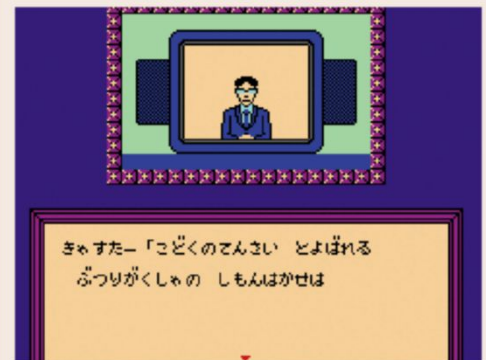 きゃすたー「こどくのてんさい　とよばれる
ぶつりがくしゃの　しもんはかせは